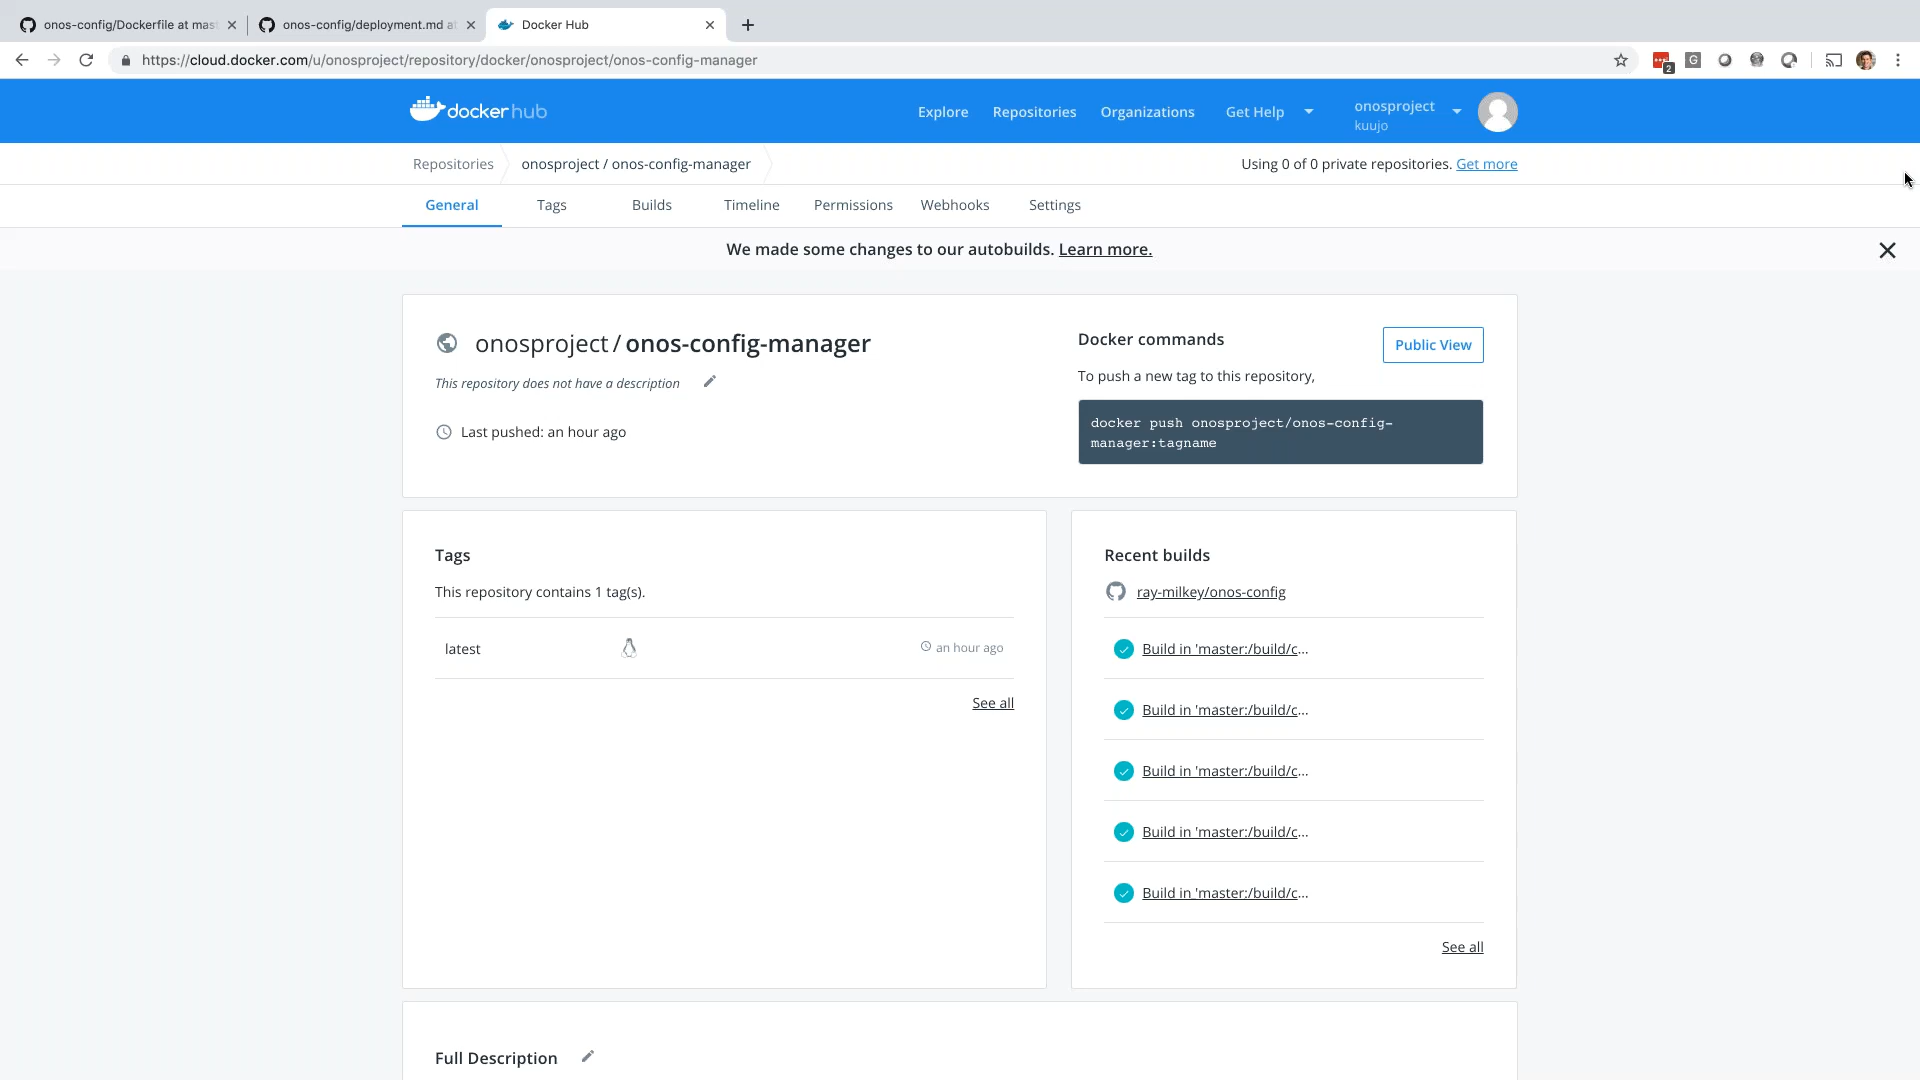 onos-config/Dockerfile at mast
onos-config/deployment.md at
Docker Hub
https://cloud.docker.com/u/onosproject/repository/docker/onosproject/onos-config-manager
2
G
docker hub
Explore
Repositories
Organizations
Get Help
onosproject
kuujo
Repositories
onosproject / onos-config-manager
Using 0 of 0 private repositories. Get more
General
Tags
Builds
Timeline
Permissions
Webhooks
Settings
We made some changes to our autobuilds. Learn more.
onosproject / onos-config-manager
This repository does not have a description
Last pushed: an hour ago
Docker commands
Public View
To push a new tag to this repository,
docker push onosproject/onos-config-
manager:tagname
Tags
This repository contains 1 tag(s).
latest
an hour ago
See all
Recent builds
ray-milkey/onos-config
Build in 'master:/build/c...
Build in 'master:/build/c...
Build in 'master:/build/c...
Build in 'master:/build/c...
Build in 'master:/build/c...
See all
Full Description